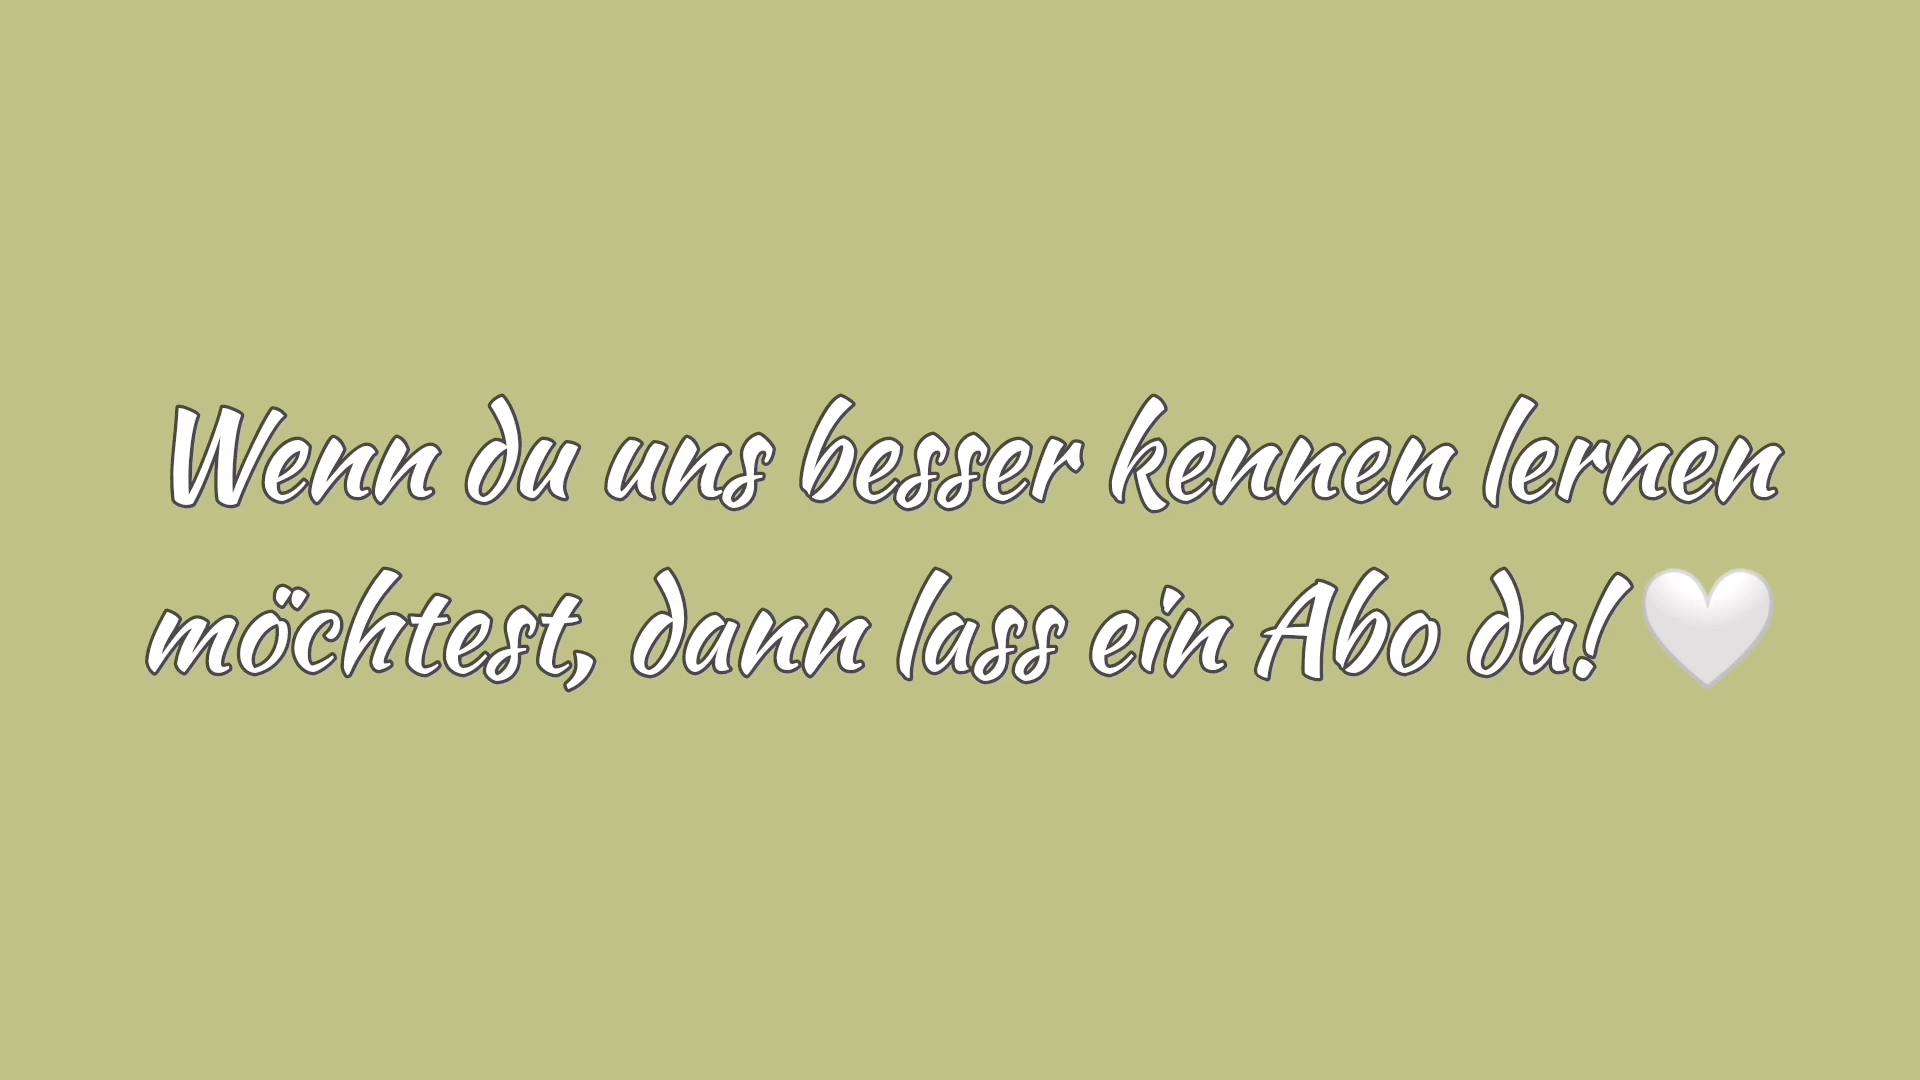 Wenn du uns besser kennen lernen
möchtest, dann lass ein Abo da! 🤍